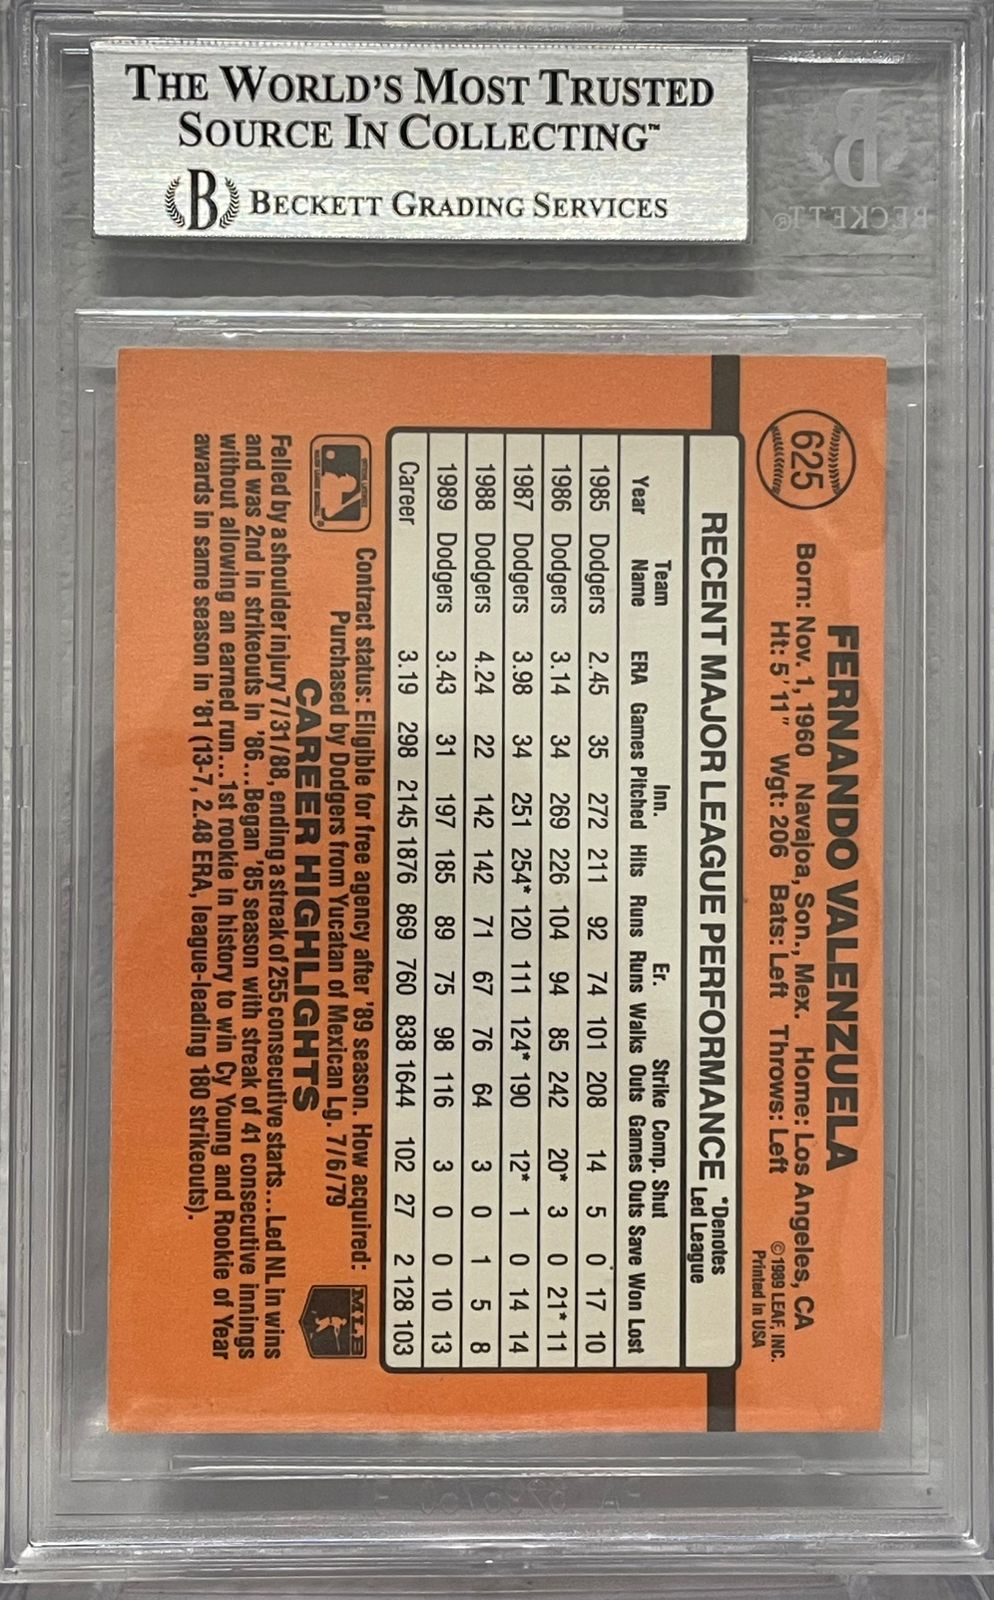 THE WORLD'S MOST TRUSTED
SOURCE IN COLLECTING™
B BECKETT GRADING SERVICES
B
BECKETT®
625
FERNANDO VALENZUELA
Born: Nov. 1, 1960 Navajoa, Son., Mex. Home: Los Angeles, CA
Ht: 5'11" Wgt: 206 Bats: Left Throws: Left
©1989 LEAF, INC.
Printed in USA
RECENT MAJOR LEAGUE PERFORMANCE *Denotes Led League
Year Team Name ERA Games Inn. Pitched Hits Runs Er. Runs Walks Strike Outs Comp. Games Shut Outs Save Won Lost
1985 Dodgers 2.45 35 272 211 92 74 101 208 14 5 0 17 10
1986 Dodgers 3.14 34 269 226 104 94 85 242 20* 3 0 21* 11
1987 Dodgers 3.98 34 251 254* 120 111 124* 190 12* 1 0 14 14
1988 Dodgers 4.24 22 142 142 71 67 76 64 3 0 1 5 8
1989 Dodgers 3.43 31 197 185 89 75 98 116 3 0 0 10 13
Career 3.19 298 2145 1876 869 760 838 1644 102 27 2 128 103
Contract status: Eligible for free agency after '89 season. How acquired:
Purchased by Dodgers from Yucatan of Mexican Lg. 7/6/79
MLB
CAREER HIGHLIGHTS
Felled by a shoulder injury 7/31/88, ending a streak of 255 consecutive starts...Led NL in wins
and was 2nd in strikeouts in '86...Began '85 season with streak of 41 consecutive innings
without allowing an earned run...1st rookie in history to win Cy Young and Rookie of Year
awards in same season in '81 (13-7, 2.48 ERA, league-leading 180 strikeouts).